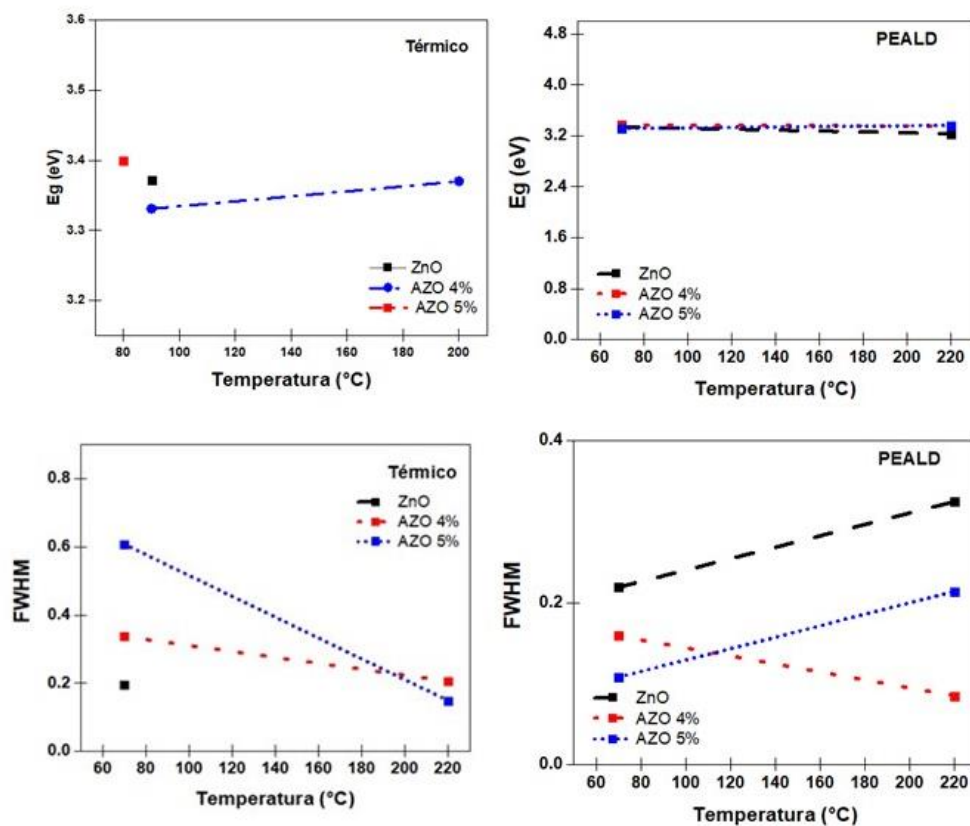 Térmico
3.6
3.5
3.4
3.3
3.2
Eg (eV)
ZnO
AZO 4%
AZO 5%
80 100 120 140 160 180 200
Temperatura (°C)
PEALD
4.8
4.0
3.2
2.4
1.6
0.8
0.0
Eg (eV)
ZnO
AZO 4%
AZO 5%
60 80 100 120 140 160 180 200 220
Temperatura (°C)
Térmico
0.8
0.6
0.4
0.2
0.0
FWHM
ZnO
AZO 4%
AZO 5%
60 80 100 120 140 160 180 200 220
Temperatura (°C)
PEALD
0.4
0.2
0.0
FWHM
ZnO
AZO 4%
AZO 5%
60 80 100 120 140 160 180 200 220
Temperatura (°C)